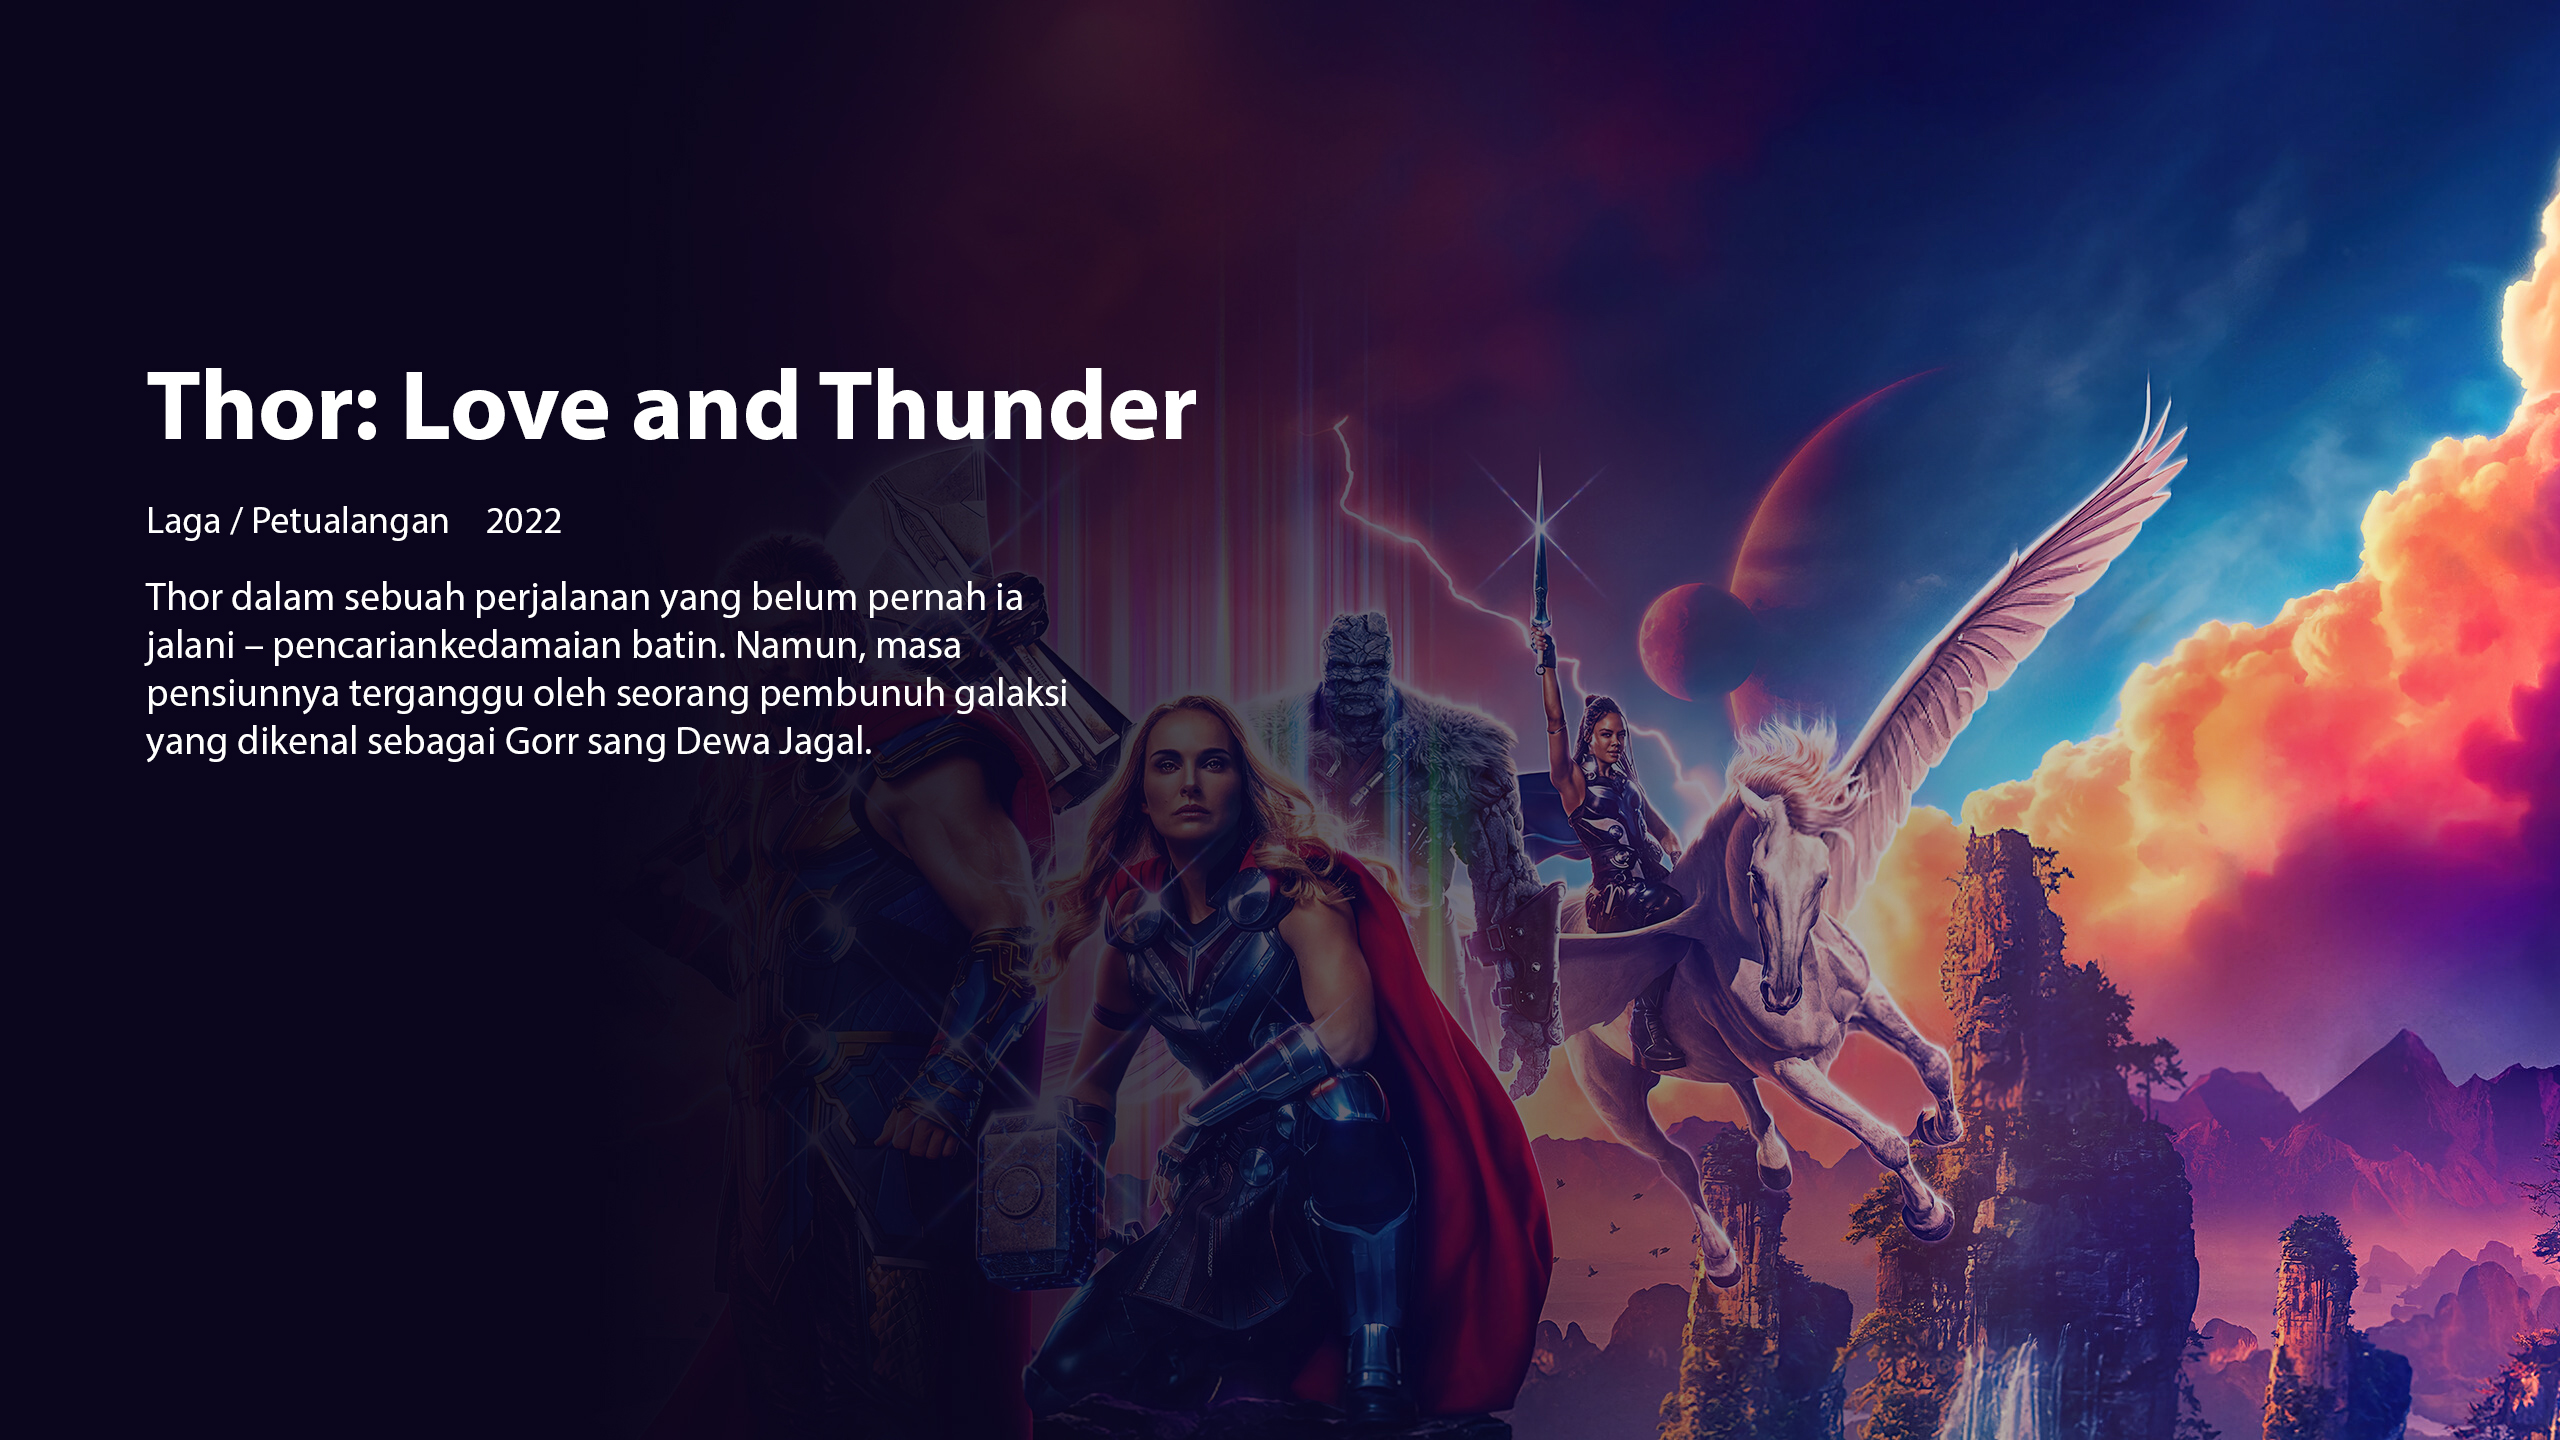 Thor: Love and Thunder
Laga / Petualangan 2022
Thor dalam sebuah perjalanan yang belum pernah ia
jalani – pencariankedamaian batin. Namun, masa
pensiunnya terganggu oleh seorang pembunuh galaksi
yang dikenal sebagai Gorr sang Dewa Jagal.